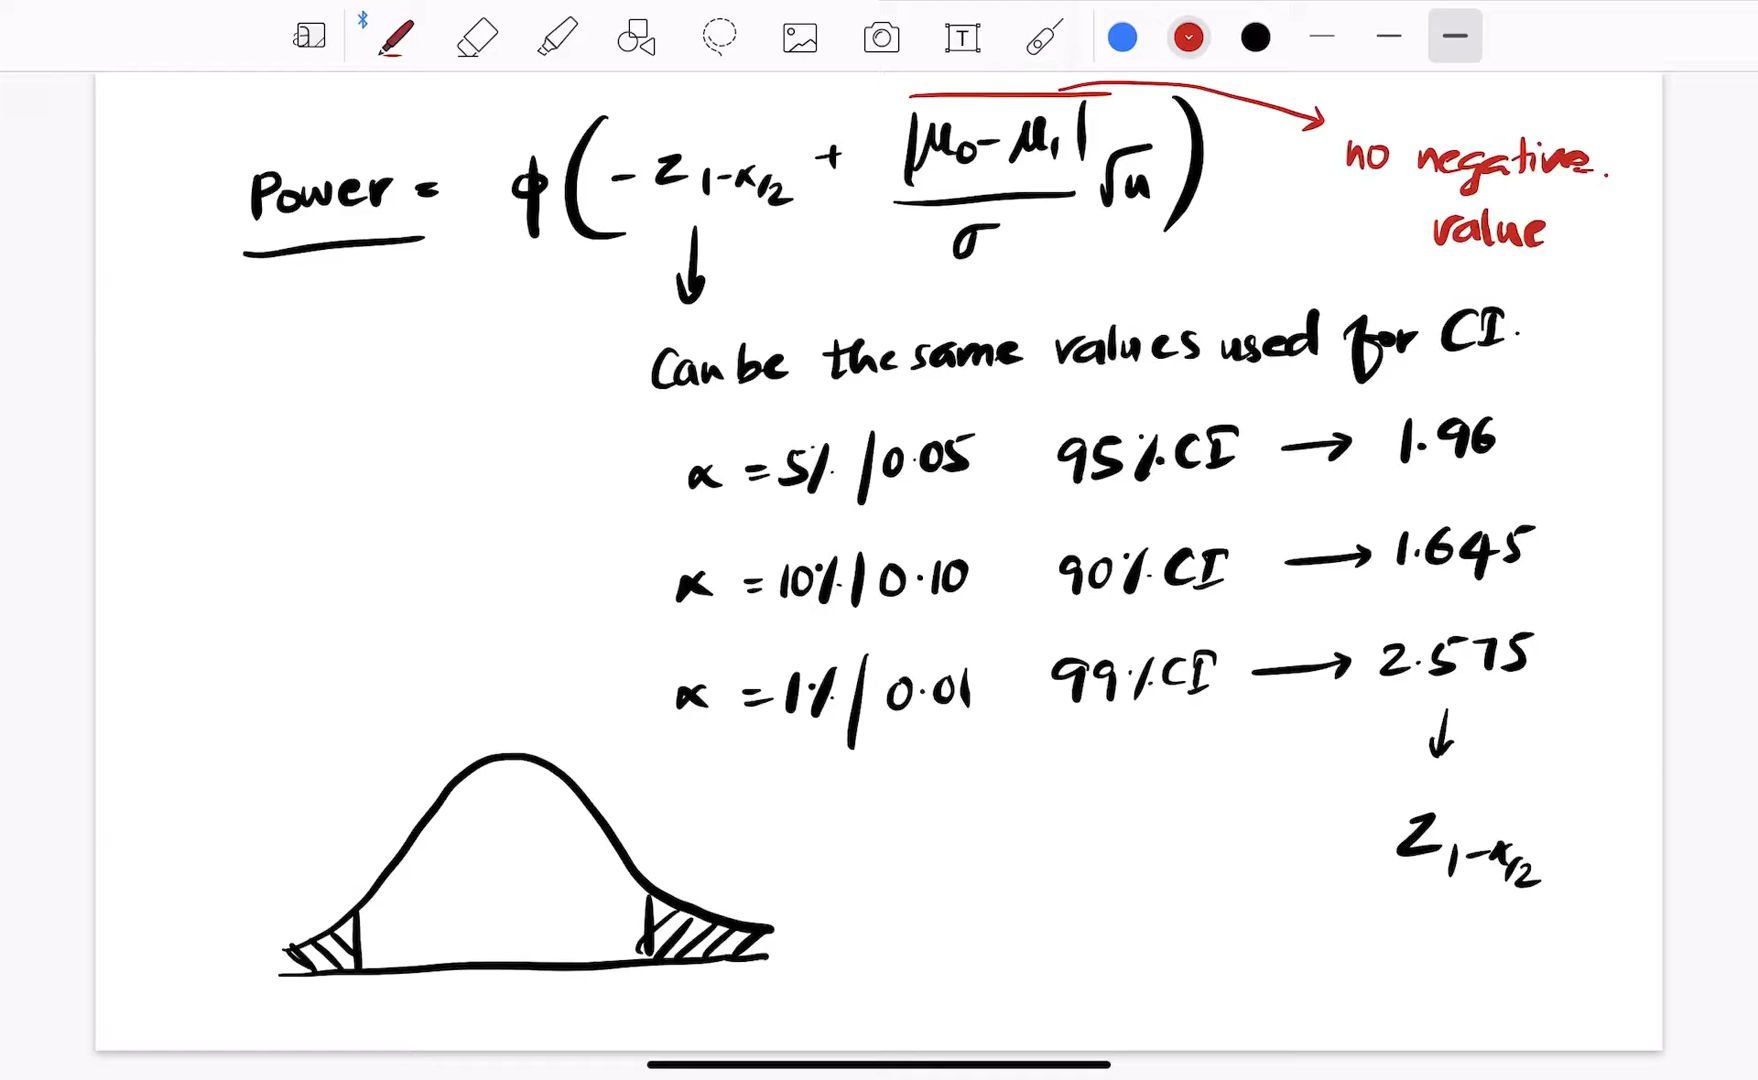 Power = ϕ(-Z1-α/2 + |μ0-μ1|/σ √n)
no negative.
value
Can be the same values used for CI.
α = 5% / 0.05 95% CI → 1.96
α = 10% / 0.10 90% CI → 1.645
α = 1% / 0.01 99% CI → 2.575
↓
Z1-α/2